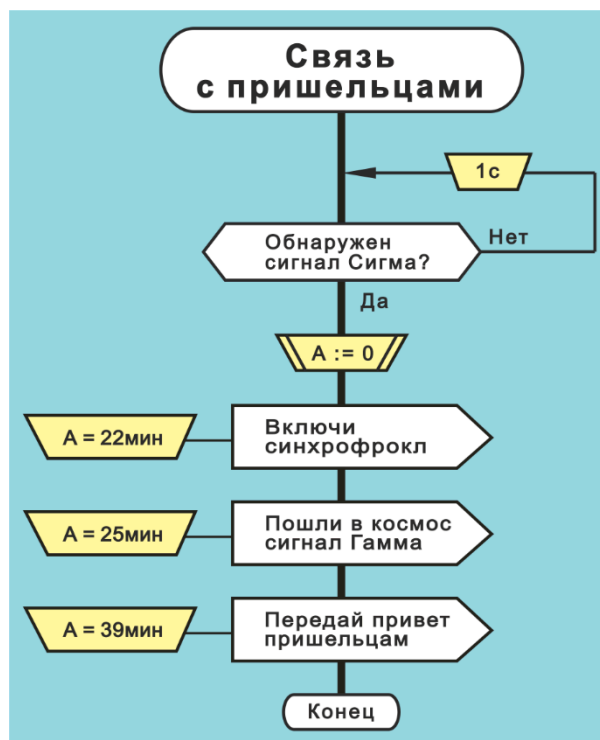 Связь
с пришельцами
1с
Обнаружен
сигнал Сигма?
Нет
Да
А := 0
А = 22мин
Включи
синхрофрокл
А = 25мин
Пошли в космос
сигнал Гамма
А = 39мин
Передай привет
пришельцам
Конец